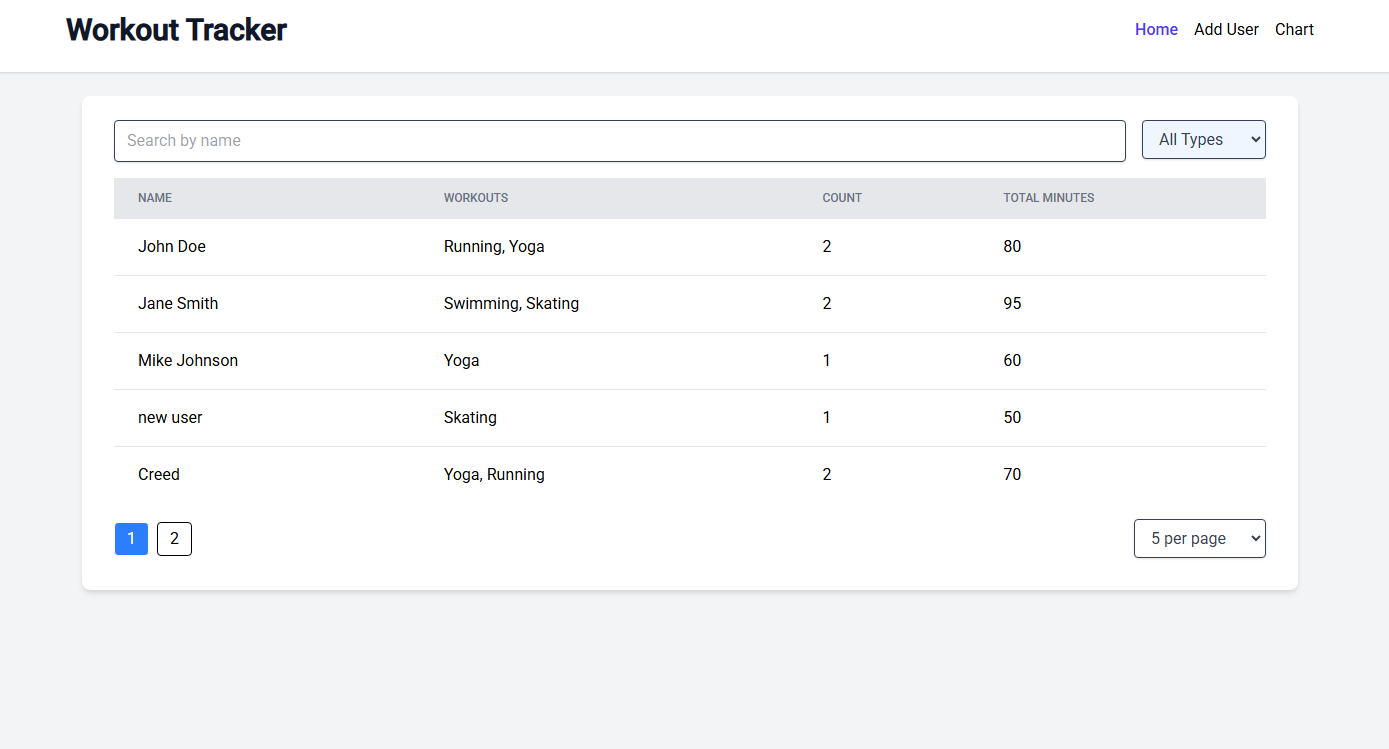 Workout Tracker Home Add User Chart
Search by name All Types
NAME WORKOUTS COUNT TOTAL MINUTES
John Doe Running, Yoga 2 80
Jane Smith Swimming, Skating 2 95
Mike Johnson Yoga 1 60
new user Skating 1 50
Creed Yoga, Running 2 70
1 2 5 per page